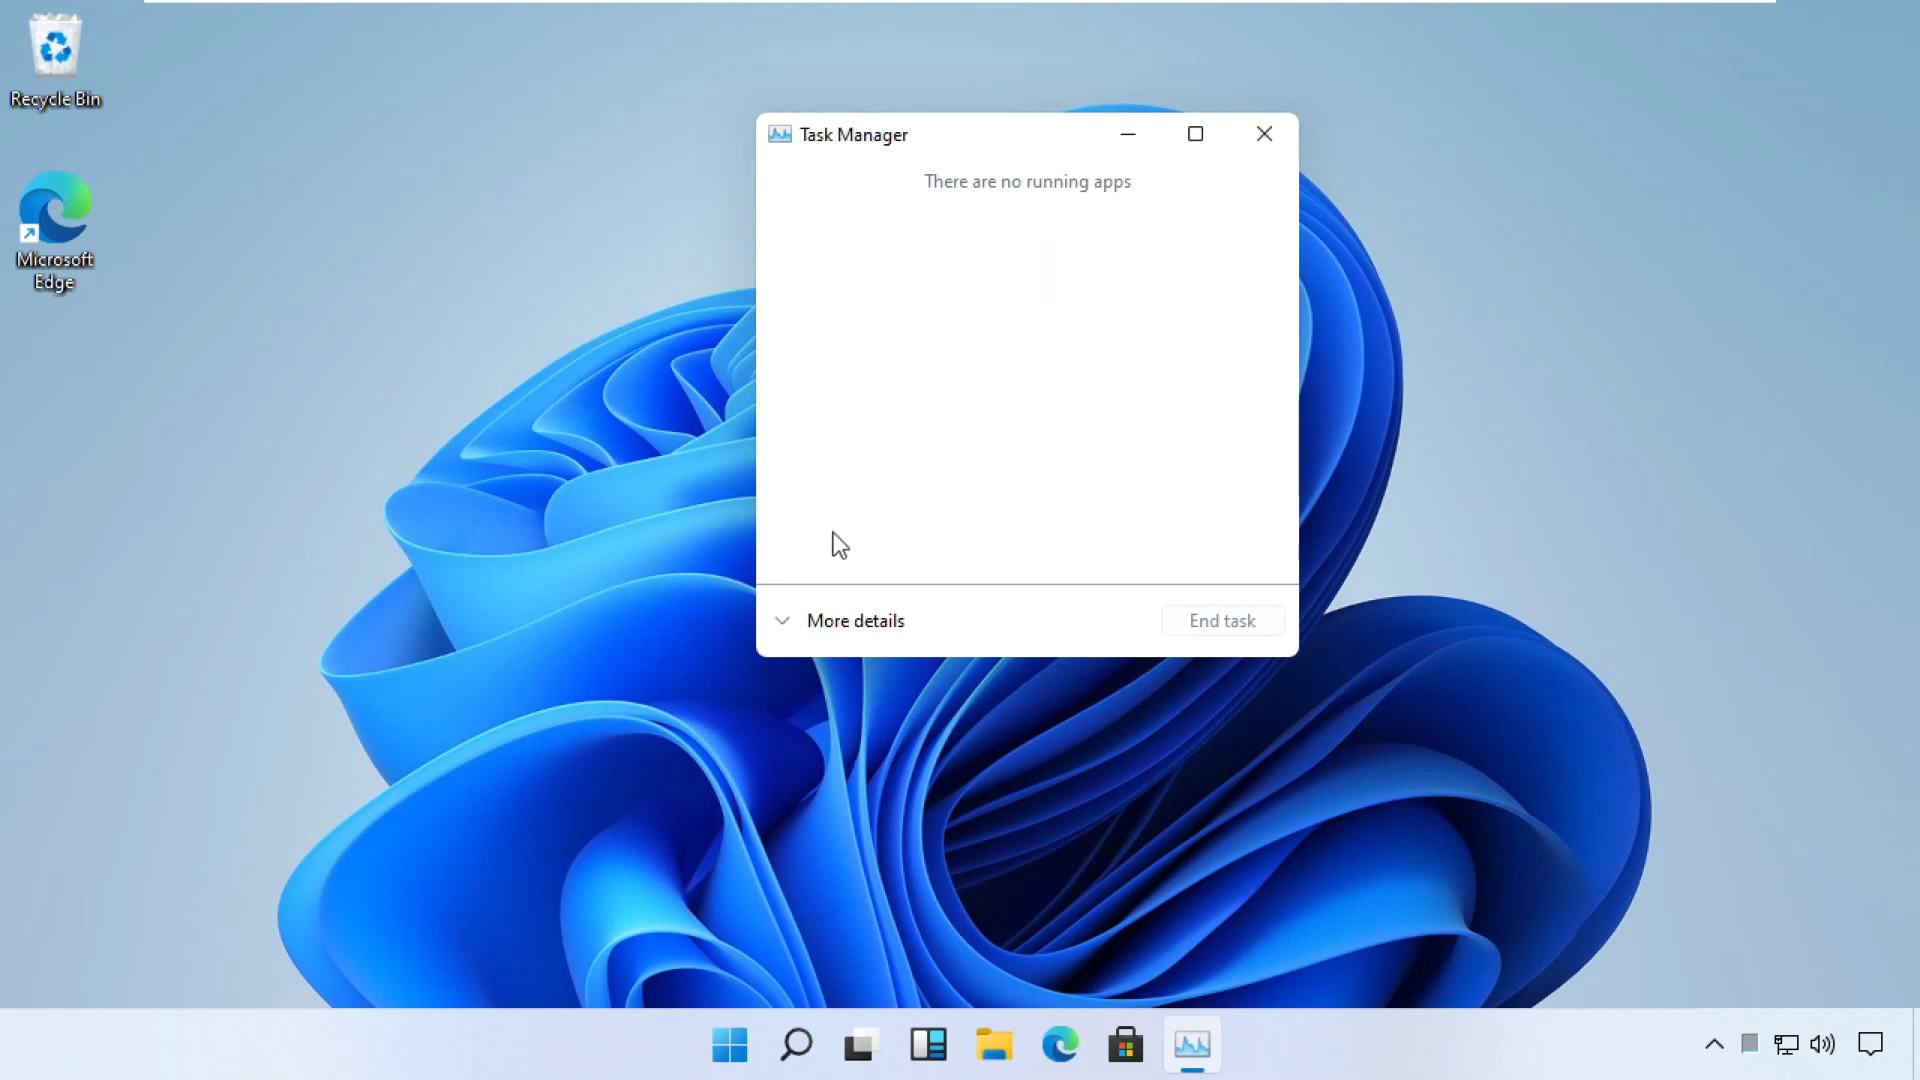 Recycle Bin
Microsoft
Edge
Task Manager
There are no running apps
More details
End task